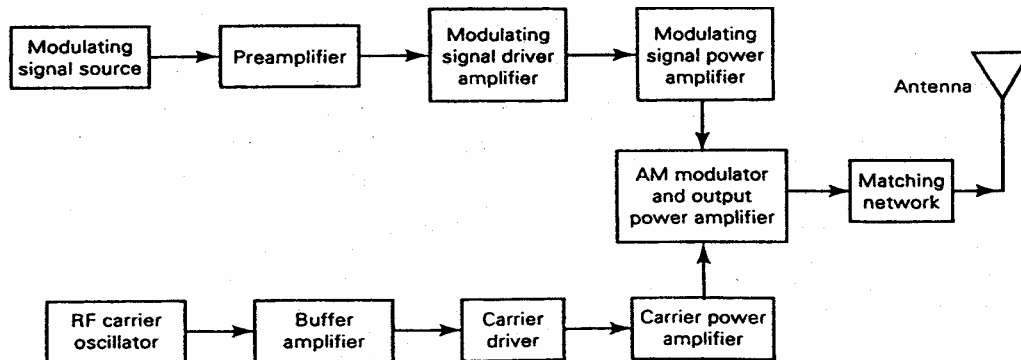 Modulating
signal source
Preamplifier
Modulating
signal driver
amplifier
Modulating
signal power
amplifier
Antenna
AM modulator
and output
power amplifier
Matching
network
RF carrier
oscillator
Buffer
amplifier
Carrier
driver
Carrier power
amplifier